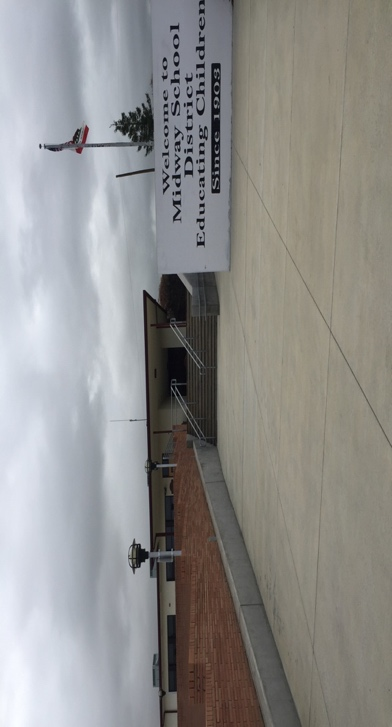 Welcome to
Midway School
District
Educating Children
Since 1903